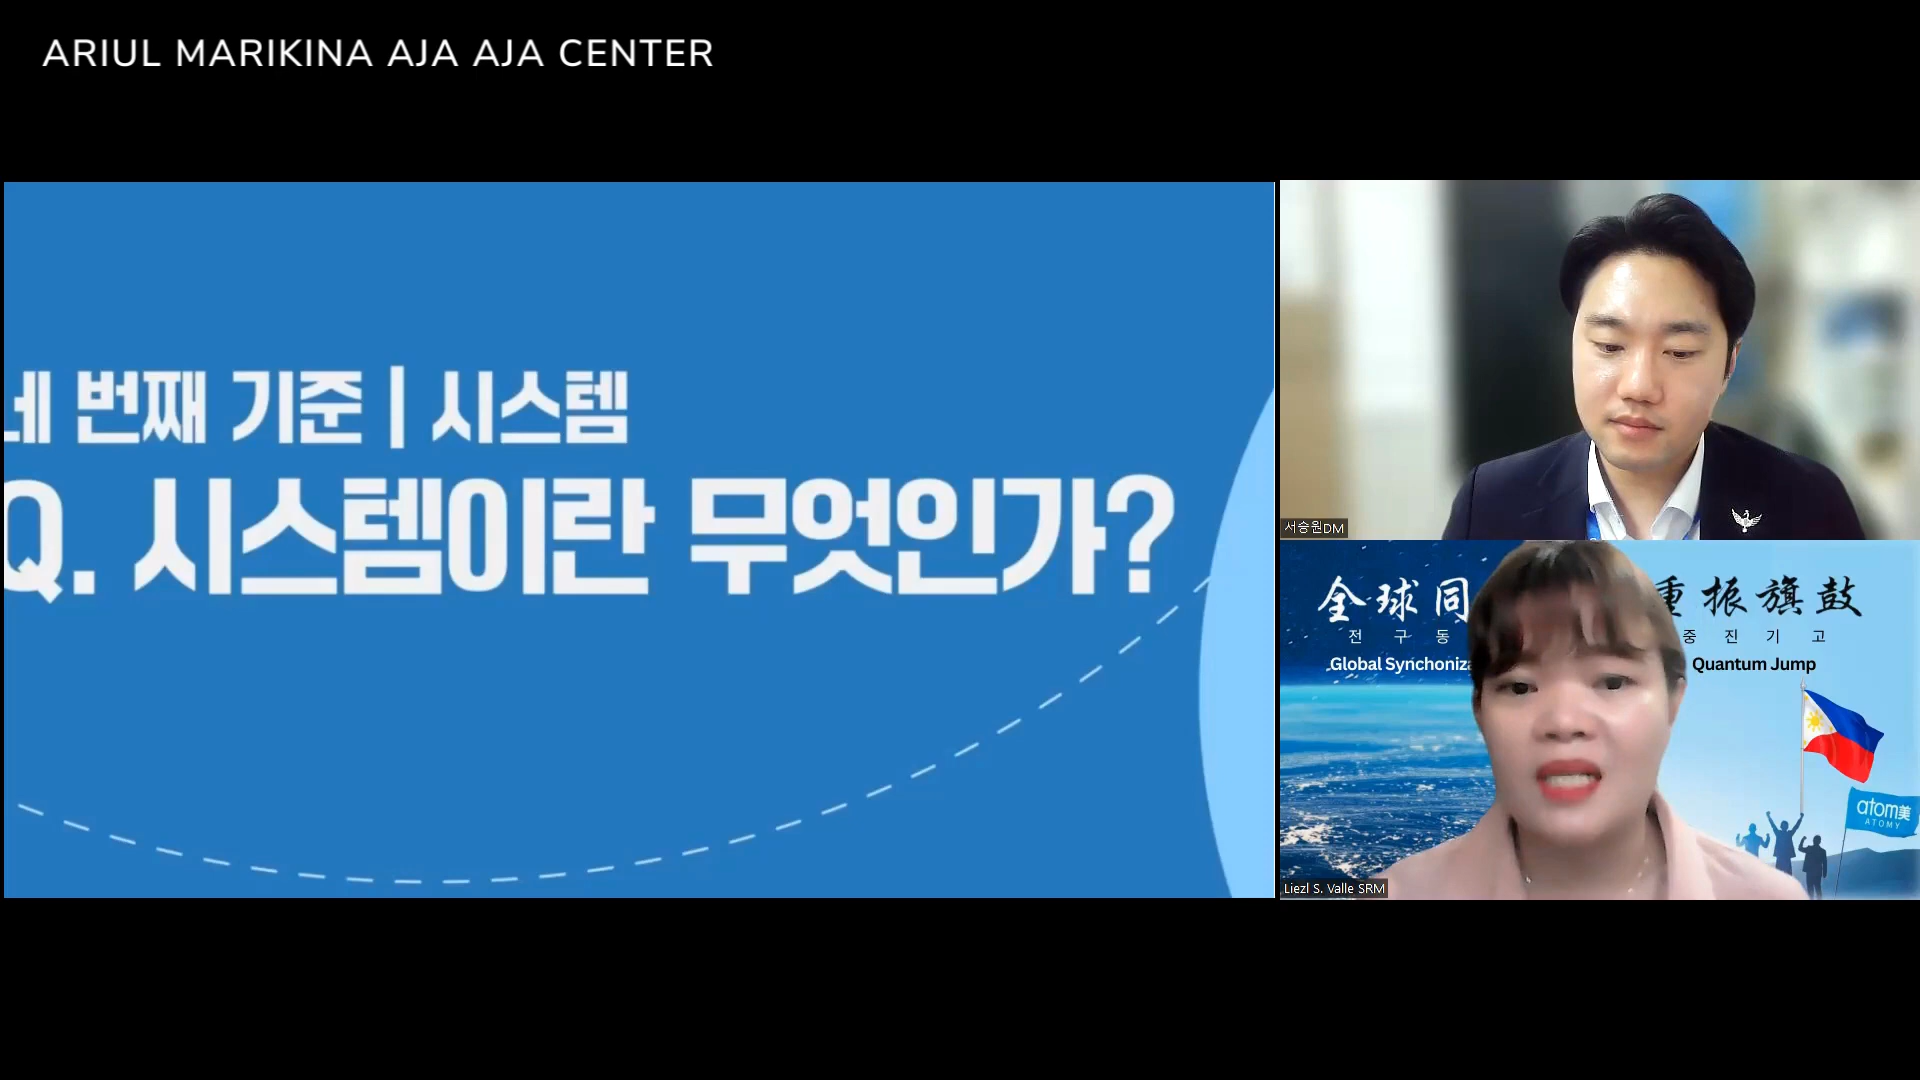 ARIUL MARIKINA AJA AJA CENTER
네 번째 기준 | 시스템
Q. 시스템이란 무엇인가?
서승원DM
全球同 重振旗鼓
전구동 중진기고
Global Synchoniza Quantum Jump
atom美
ATOMY
Liezl S. Valle SRM